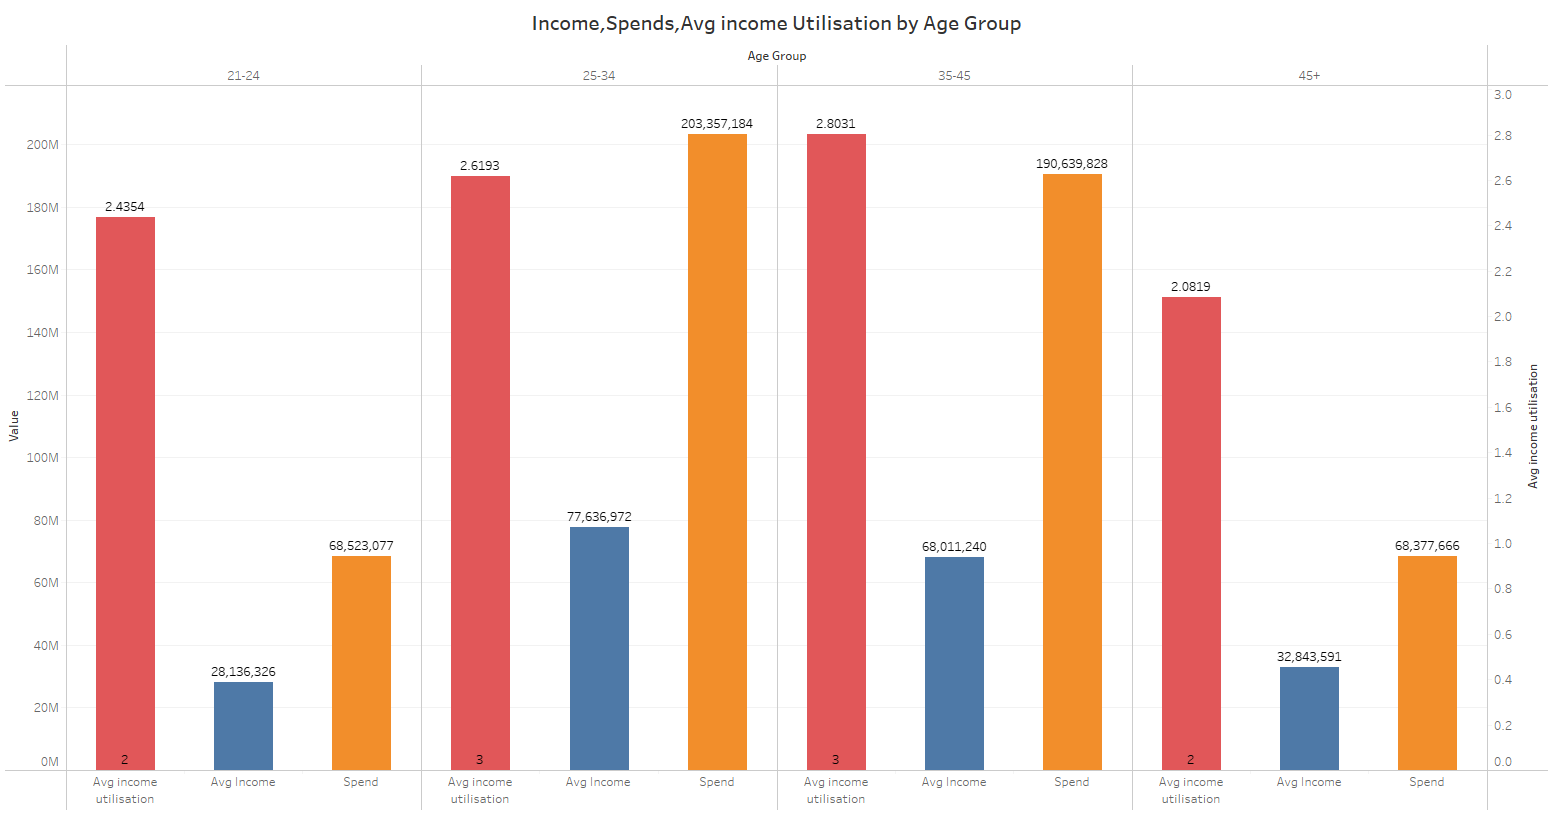 Income,Spends,Avg income Utilisation by Age Group
Age Group
21-24 25-34 35-45 45+
3.0
203,357,184 2.8031
2.8
200M
2.6193 190,639,828
2.6
2.4354
180M
2.4
160M
2.2
2.0819
2.0
140M
1.8
120M
1.6
Value
Avg income utilisation
100M
1.4
1.2
80M
77,636,972
1.0
68,523,077 68,011,240 68,377,666
60M
0.8
40M
0.6
28,136,326 32,843,591
0.4
20M
0.2
0M
2 3 3 2
0.0
Avg income Avg Income Spend Avg income Avg Income Spend Avg income Avg Income Spend Avg income Avg Income Spend
utilisation utilisation utilisation utilisation